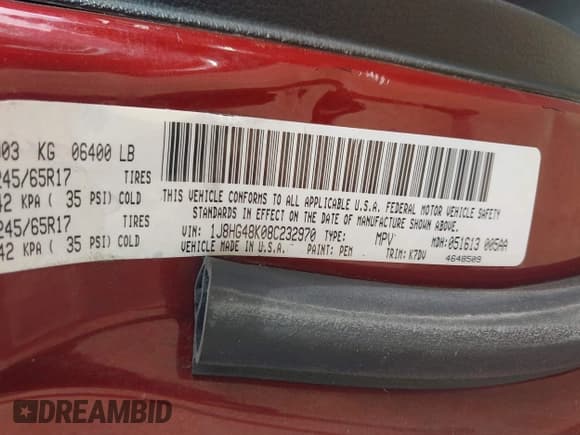 03 KG 06400 LB
245/65R17 TIRES
42 KPA ( 35 PSI) COLD
245/65R17 TIRES
42 KPA ( 35 PSI) COLD
THIS VEHICLE CONFORMS TO ALL APPLICABLE U.S.A. FEDERAL MOTOR VEHICLE SAFETY
STANDARDS IN EFFECT ON THE DATE OF MANUFACTURE SHOWN ABOVE.
VIN: 1J8HG48K08C232970 TYPE: MPV MDH: 051613 005AA
VEHICLE MADE IN U.S.A. PAINT: PEM TRIM: K7DV 4648509
DREAMBID